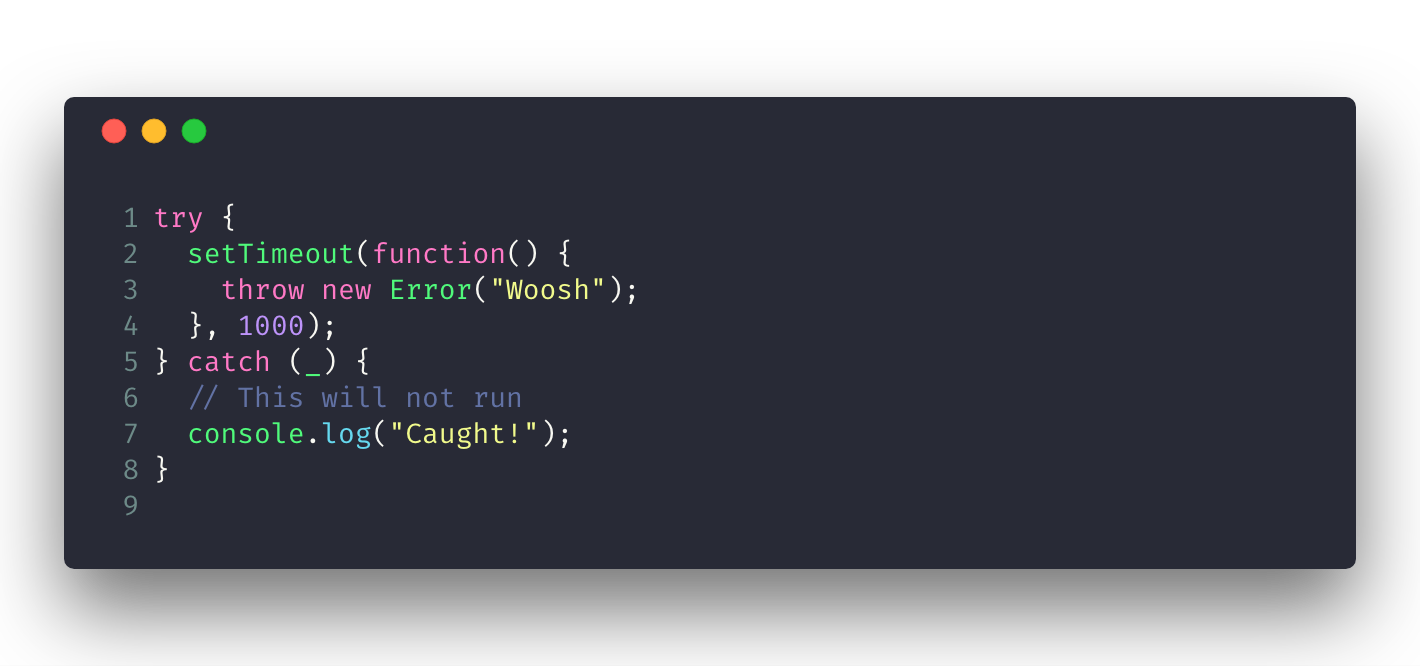 1 try {
2   setTimeout(function() {
3     throw new Error("Woosh");
4   }, 1000);
5 } catch (_) {
6   // This will not run
7   console.log("Caught!");
8 }
9